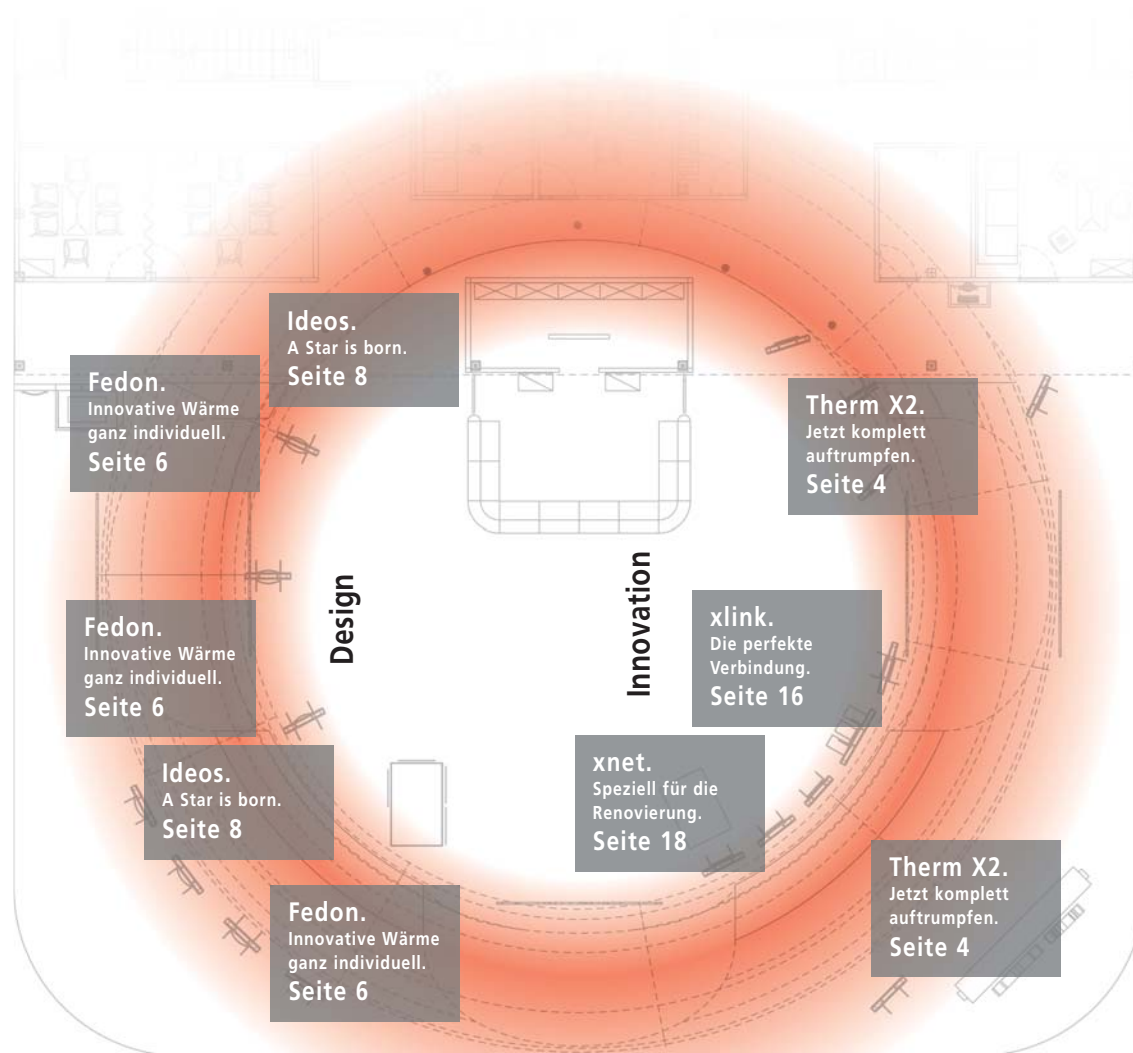 Ideos.
A Star is born.
Seite 8
Fedon.
Innovative Wärme
ganz individuell.
Seite 6
Therm X2.
Jetzt komplett
auftrumpfen.
Seite 4
Design
Innovation
Fedon.
Innovative Wärme
ganz individuell.
Seite 6
xlink.
Die perfekte
Verbindung.
Seite 16
Ideos.
A Star is born.
Seite 8
xnet.
Speziell für die
Renovierung.
Seite 18
Therm X2.
Jetzt komplett
auftrumpfen.
Seite 4
Fedon.
Innovative Wärme
ganz individuell.
Seite 6